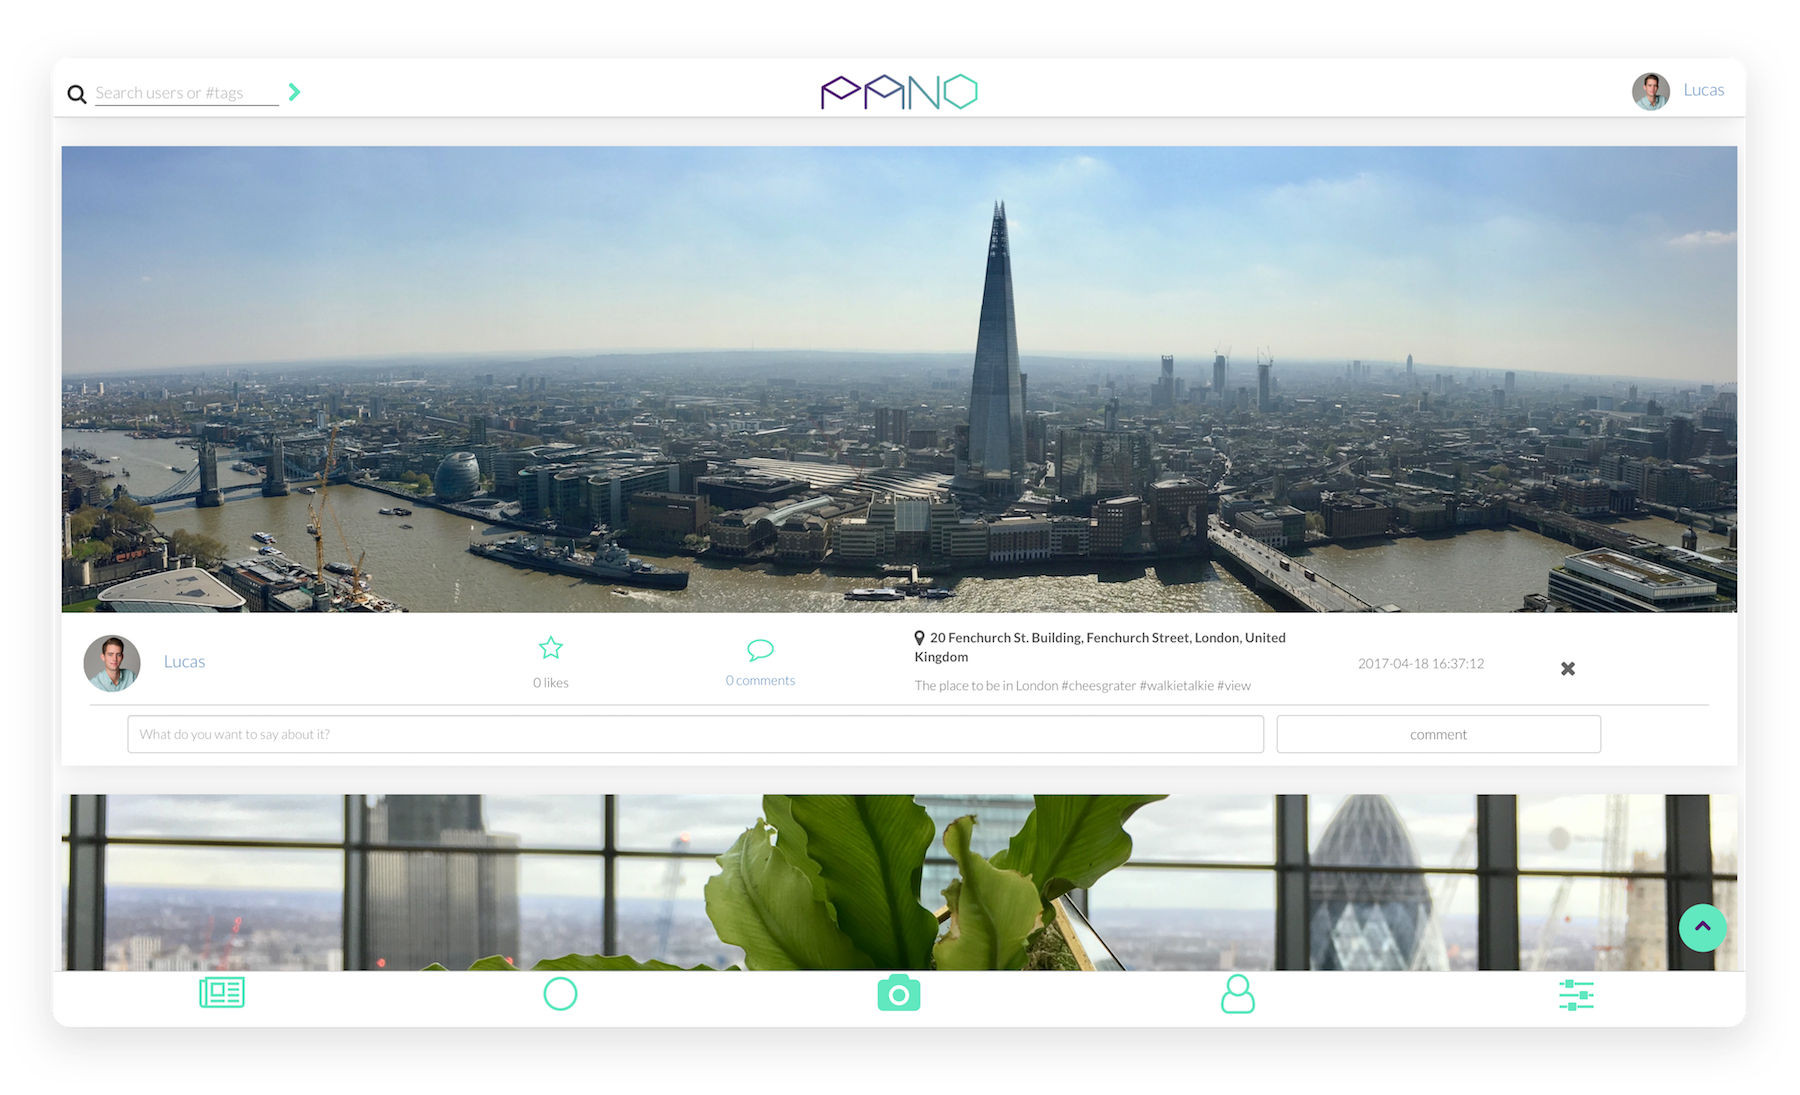 Search users or #tags
PANO
Lucas
Lucas
0 likes
0 comments
20 Fenchurch St. Building, Fenchurch Street, London, United
Kingdom
The place to be in London #cheesgrater #walkietalkie #view
2017-04-18 16:37:12
What do you want to say about it?
comment